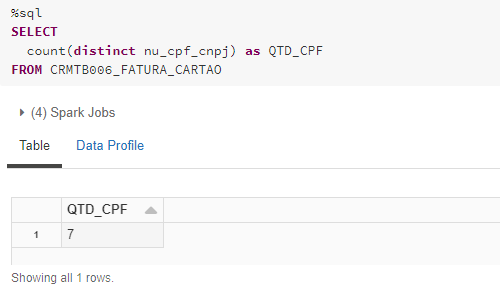 %sql
SELECT
count(distinct nu_cpf_cnpj) as QTD_CPF
FROM CRMTB006_FATURA_CARTAO
(4) Spark Jobs
Table Data Profile
QTD_CPF
1 7
Showing all 1 rows.